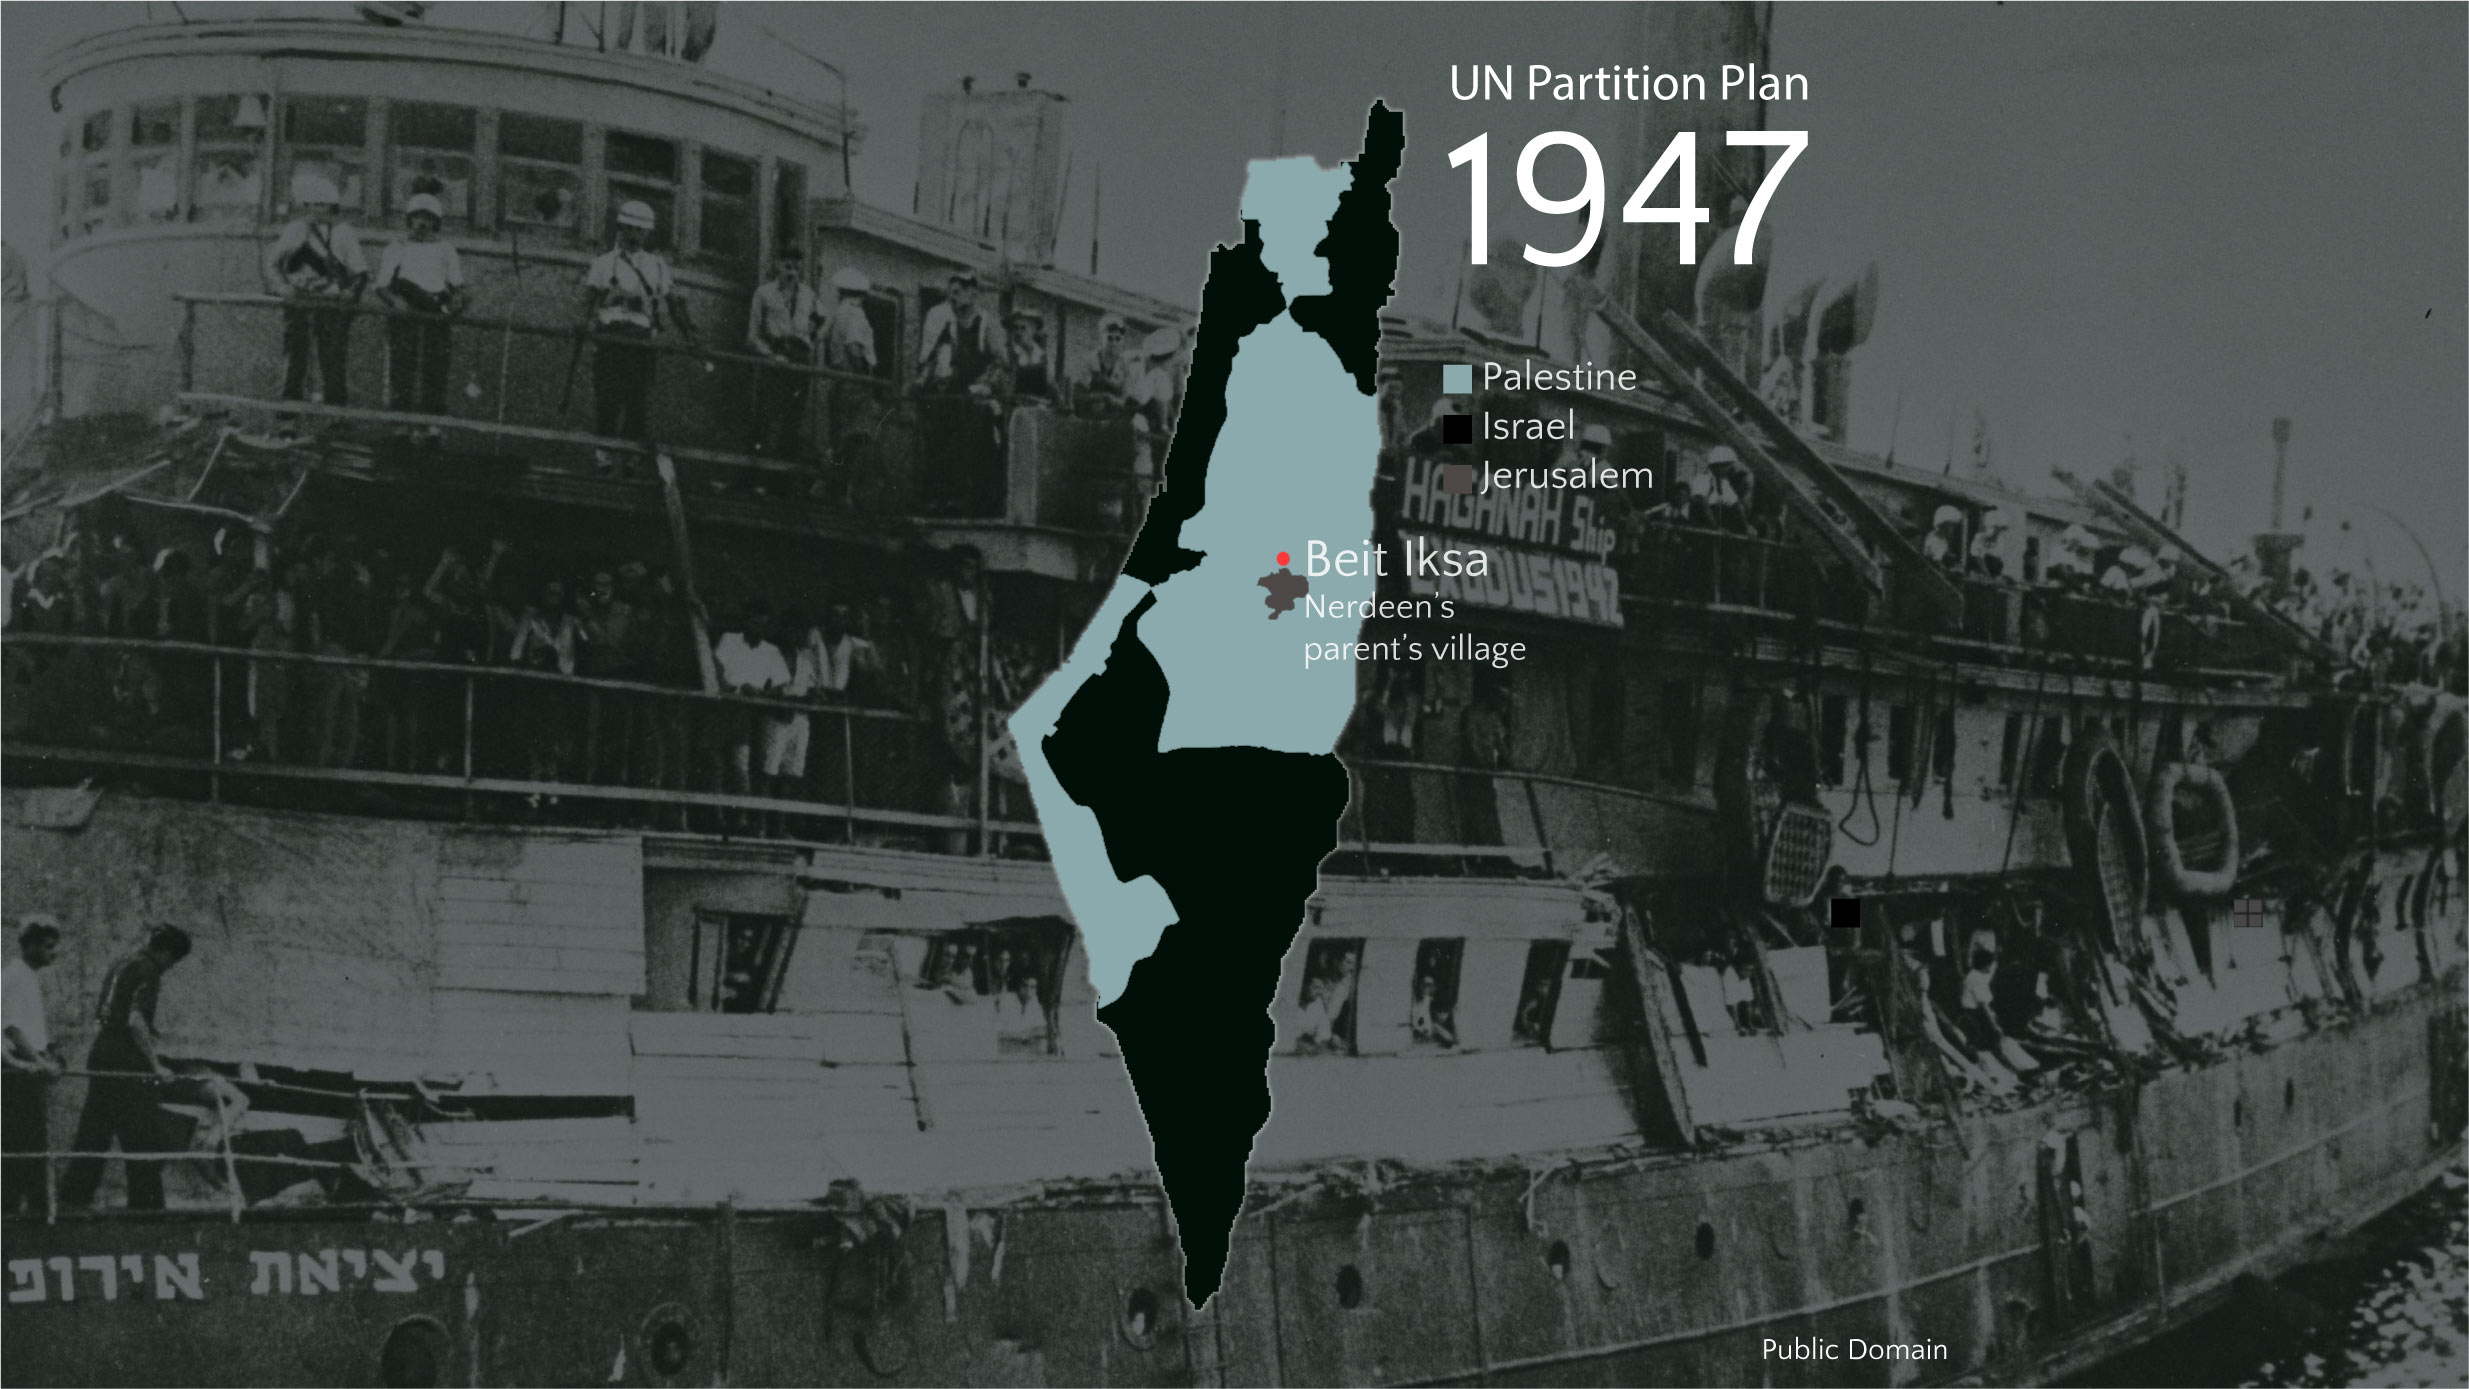 UN Partition Plan
1947
Palestine
Israel
Jerusalem
HAGANAH Ship
EXODUS 1947
Beit Iksa
Nerdeen's
parent's village
יציאת אירופ
Public Domain